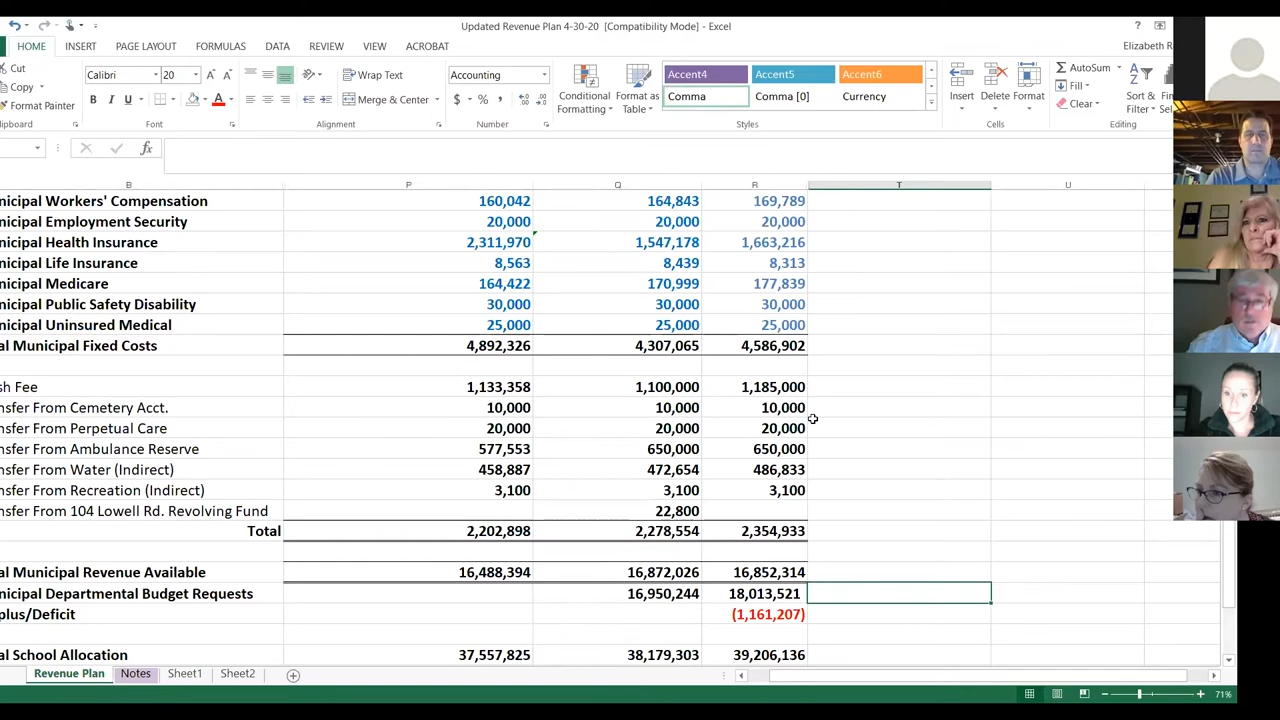 Updated Revenue Plan 4-30-20 [Compatibility Mode] - Excel
HOME INSERT PAGE LAYOUT FORMULAS DATA REVIEW VIEW ACROBAT Elizabeth R
Cut
Copy
Format Painter
Calibri 20
B I U
Wrap Text
Merge & Center
Accounting
$ % ,
Conditional Formatting
Format as Table
Accent4 Accent5 Accent6
Comma Comma [0] Currency
Insert Delete Format
AutoSum
Fill
Clear
Sort &
Filter
lipboard Font Alignment Number Styles Cells Editing
B P Q R T U
nicipal Workers' Compensation 160,042 164,843 169,789
nicipal Employment Security 20,000 20,000 20,000
nicipal Health Insurance 2,311,970 1,547,178 1,663,216
nicipal Life Insurance 8,563 8,439 8,313
nicipal Medicare 164,422 170,999 177,839
nicipal Public Safety Disability 30,000 30,000 30,000
nicipal Uninsured Medical 25,000 25,000 25,000
al Municipal Fixed Costs 4,892,326 4,307,065 4,586,902
sh Fee 1,133,358 1,100,000 1,185,000
nsfer From Cemetery Acct. 10,000 10,000 10,000
nsfer From Perpetual Care 20,000 20,000 20,000
nsfer From Ambulance Reserve 577,553 650,000 650,000
nsfer From Water (Indirect) 458,887 472,654 486,833
nsfer From Recreation (Indirect) 3,100 3,100 3,100
nsfer From 104 Lowell Rd. Revolving Fund 22,800
Total 2,202,898 2,278,554 2,354,933
al Municipal Revenue Available 16,488,394 16,872,026 16,852,314
nicipal Departmental Budget Requests 16,950,244 18,013,521
plus/Deficit (1,161,207)
al School Allocation 37,557,825 38,179,303 39,206,136
Revenue Plan Notes Sheet1 Sheet2
71%